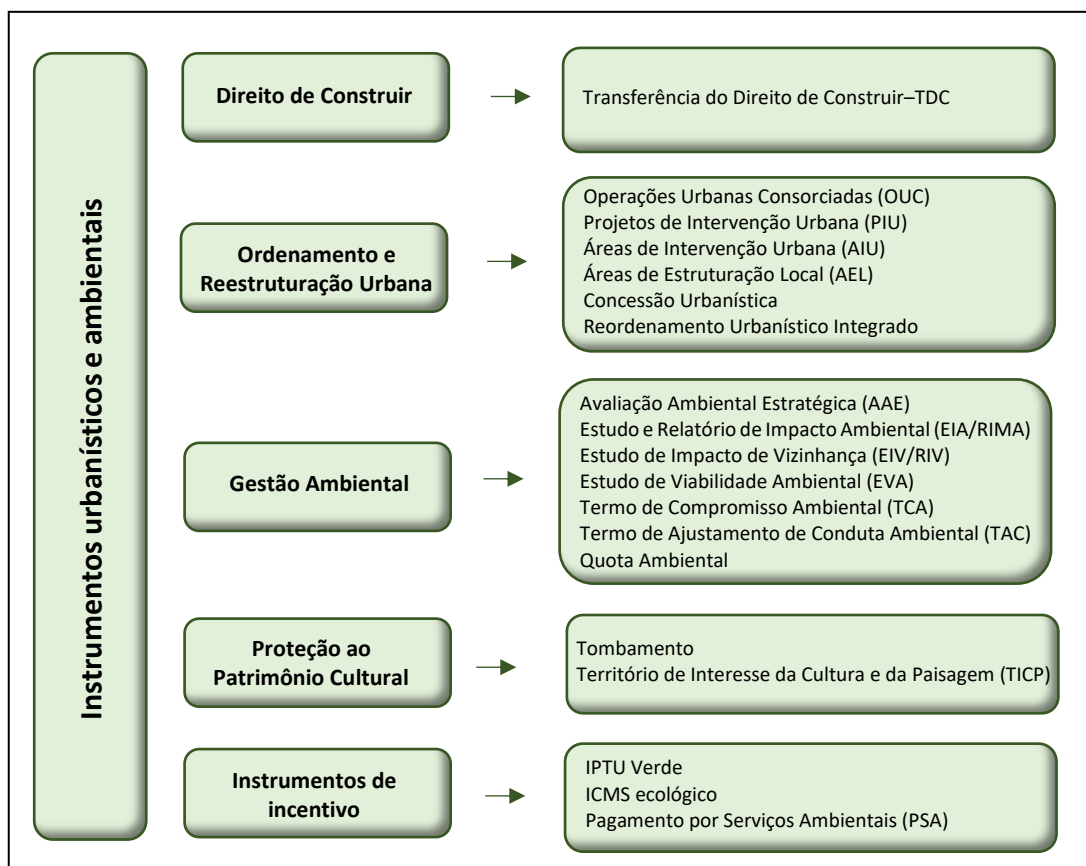 Instrumentos urbanísticos e ambientais
Direito de Construir
Transferência do Direito de Construir–TDC
Ordenamento e
Reestruturação Urbana
Operações Urbanas Consorciadas (OUC)
Projetos de Intervenção Urbana (PIU)
Áreas de Intervenção Urbana (AIU)
Áreas de Estruturação Local (AEL)
Concessão Urbanística
Reordenamento Urbanístico Integrado
Gestão Ambiental
Avaliação Ambiental Estratégica (AAE)
Estudo e Relatório de Impacto Ambiental (EIA/RIMA)
Estudo de Impacto de Vizinhança (EIV/RIV)
Estudo de Viabilidade Ambiental (EVA)
Termo de Compromisso Ambiental (TCA)
Termo de Ajustamento de Conduta Ambiental (TAC)
Quota Ambiental
Proteção ao
Patrimônio Cultural
Tombamento
Território de Interesse da Cultura e da Paisagem (TICP)
Instrumentos de
incentivo
IPTU Verde
ICMS ecológico
Pagamento por Serviços Ambientais (PSA)